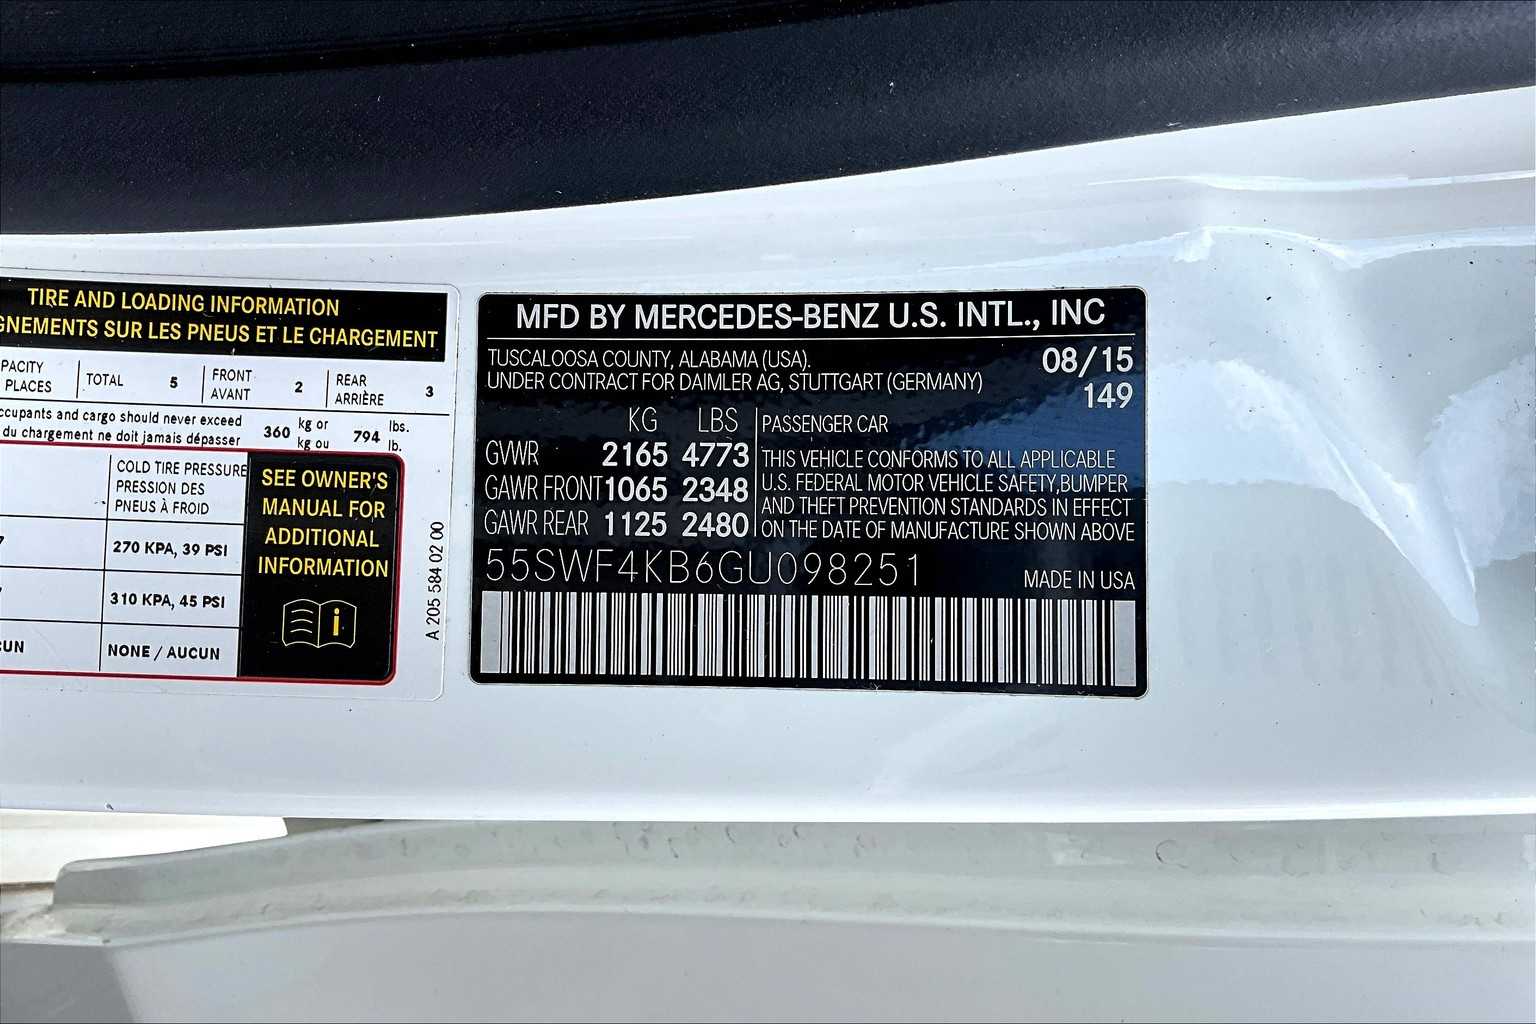 TIRE AND LOADING INFORMATION
GNEMENTS SUR LES PNEUS ET LE CHARGEMENT
PACITY
PLACES
TOTAL 5
FRONT
AVANT
2
REAR
ARRIÈRE
3
ccupants and cargo should never exceed
du chargement ne doit jamais dépasser
360 kg or
kg ou
794 lbs.
lb.
COLD TIRE PRESSURE
PRESSION DES
PNEUS À FROID
7
270 KPA, 39 PSI
7
310 KPA, 45 PSI
CUN
NONE / AUCUN
SEE OWNER'S
MANUAL FOR
ADDITIONAL
INFORMATION
i
A 205 584 02 00
MFD BY MERCEDES-BENZ U.S. INTL., INC
TUSCALOOSA COUNTY, ALABAMA (USA).
UNDER CONTRACT FOR DAIMLER AG, STUTTGART (GERMANY)
08/15
149
KG LBS
GVWR 2165 4773
GAWR FRONT 1065 2348
GAWR REAR 1125 2480
PASSENGER CAR
THIS VEHICLE CONFORMS TO ALL APPLICABLE
U.S. FEDERAL MOTOR VEHICLE SAFETY,BUMPER
AND THEFT PREVENTION STANDARDS IN EFFECT
ON THE DATE OF MANUFACTURE SHOWN ABOVE
55SWF4KB6GU098251
MADE IN USA